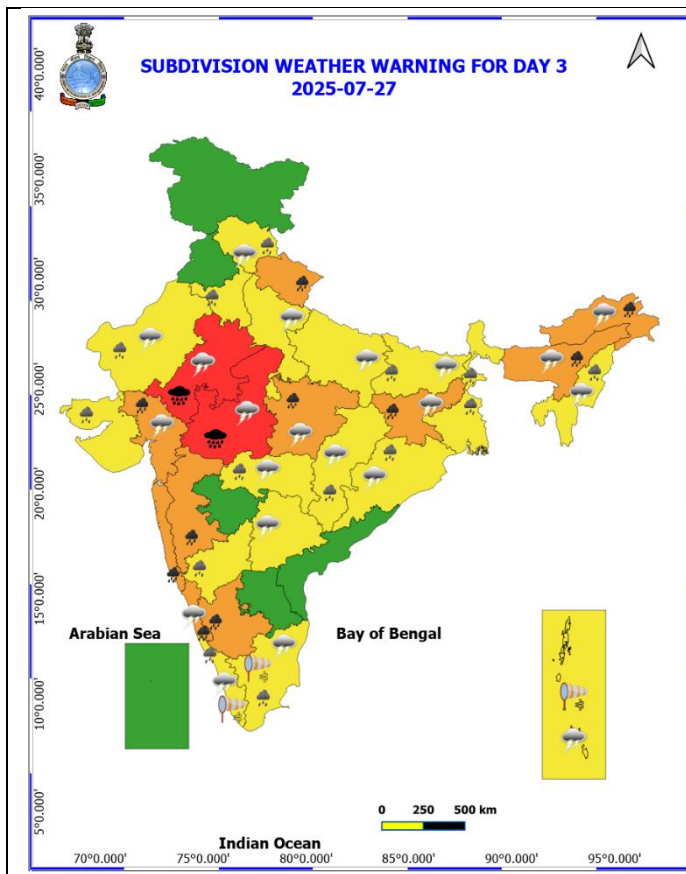 SUBDIVISION WEATHER WARNING FOR DAY 3
2025-07-27
40°0.000'
35°0.000'
30°0.000'
25°0.000'
20°0.000'
15°0.000'
10°0.000'
5°0.000'
Arabian Sea
Bay of Bengal
0 250 500 km
Indian Ocean
70°0.000' 75°0.000' 80°0.000' 85°0.000' 90°0.000' 95°0.000'